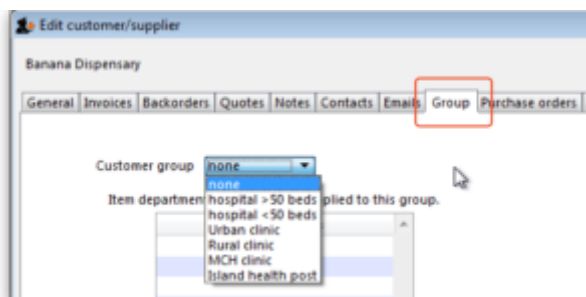 Edit customer/supplier
Banana Dispensary
General Invoices Backorders Quotes Notes Contacts Emails Group Purchase orders
Customer group none
none
Item departmen hospital >50 beds plied to this group.
hospital <50 beds
Urban clinic
Rural clinic
MCH clinic
Island health post